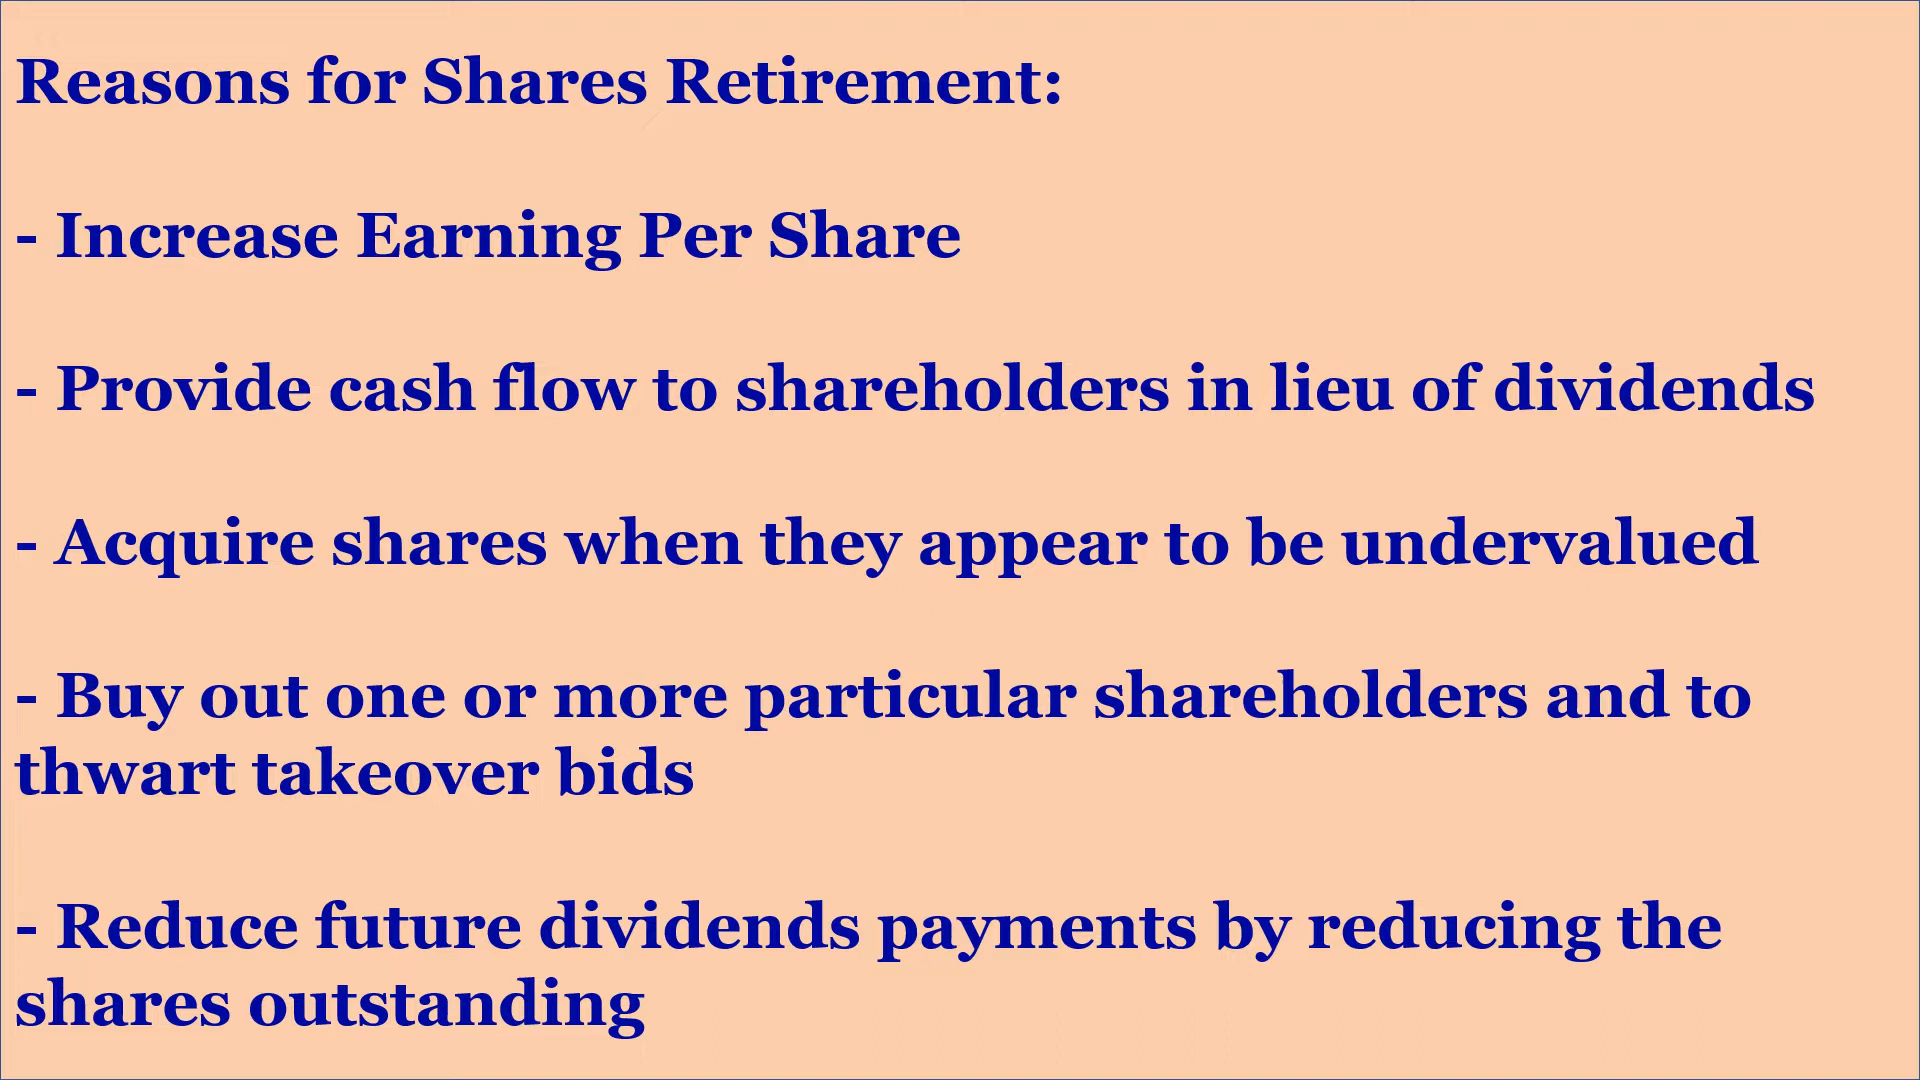 Reasons for Shares Retirement:
- Increase Earning Per Share
- Provide cash flow to shareholders in lieu of dividends
- Acquire shares when they appear to be undervalued
- Buy out one or more particular shareholders and to
thwart takeover bids
- Reduce future dividends payments by reducing the
shares outstanding